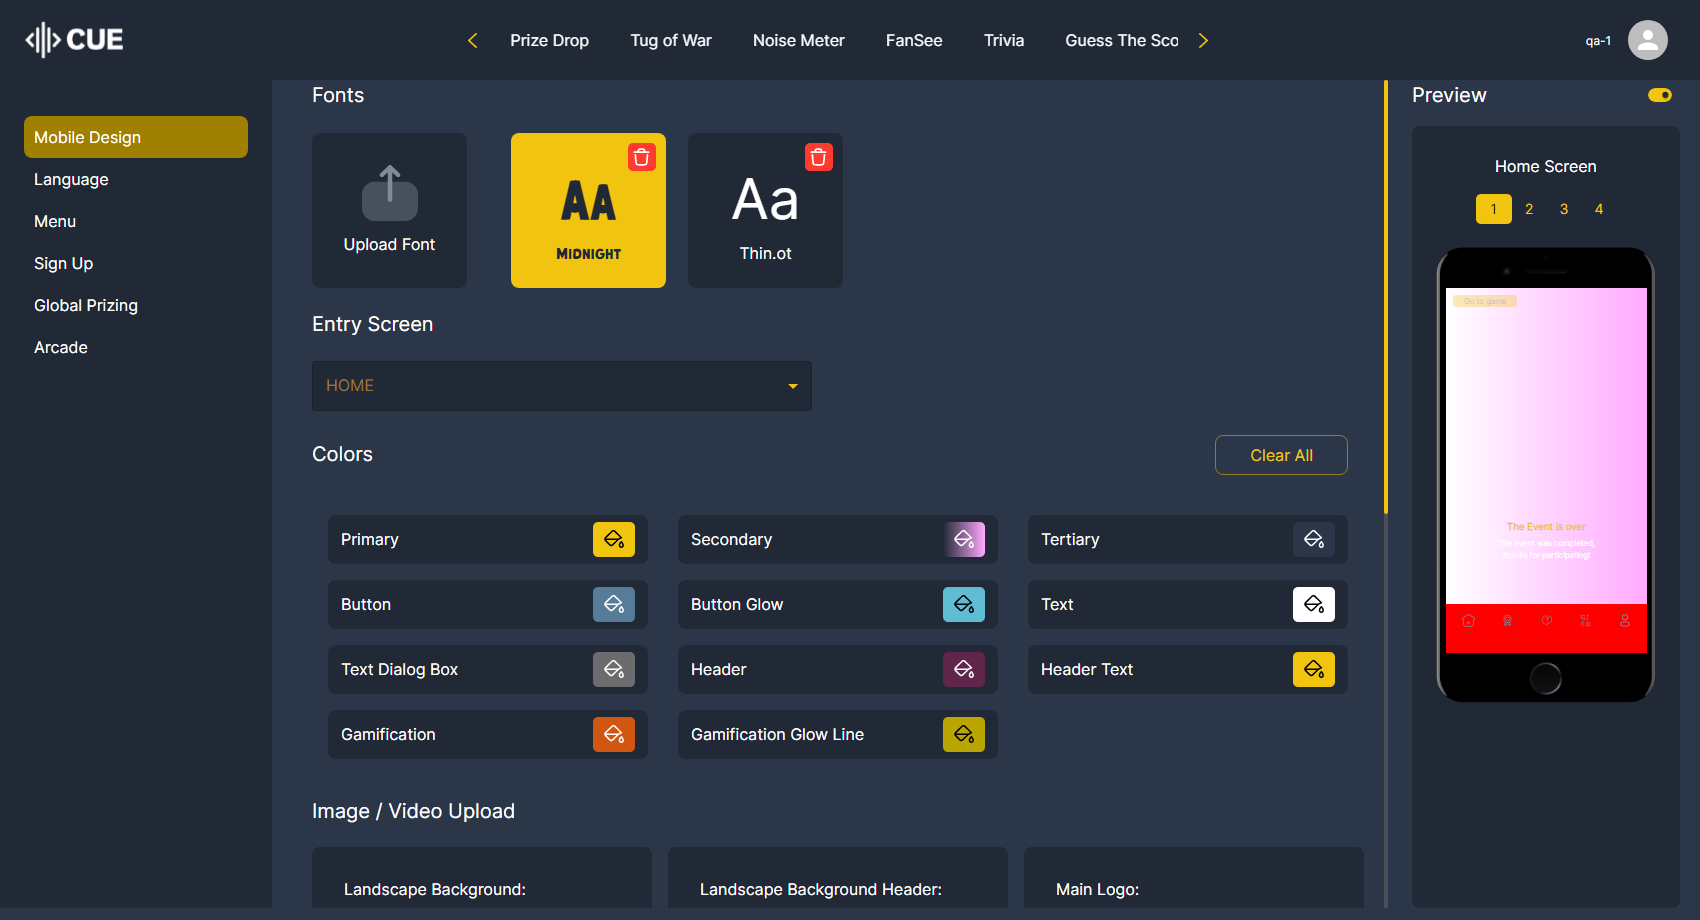 CUE
Prize Drop
Tug of War
Noise Meter
FanSee
Trivia
Guess The Sco
qa-1
Mobile Design
Language
Menu
Sign Up
Global Prizing
Arcade
Fonts
Upload Font
AA
MIDNIGHT
Aa
Thin.ot
Entry Screen
HOME
Colors
Clear All
Primary
Secondary
Tertiary
Button
Button Glow
Text
Text Dialog Box
Header
Header Text
Gamification
Gamification Glow Line
Image / Video Upload
Landscape Background:
Landscape Background Header:
Main Logo:
Preview
Home Screen
1 2 3 4
Go to game
The Event is over
The event was completed,
thanks for participating!